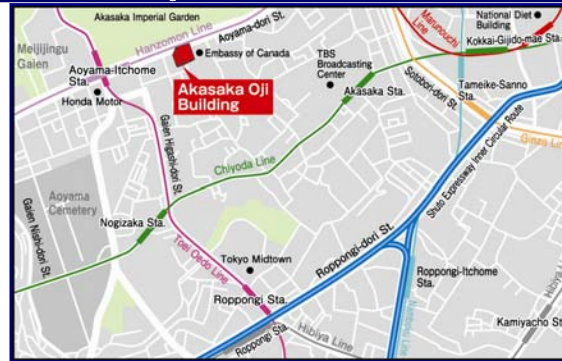 Akasaka Imperial Garden
Hanzomon Line
Aoyama-dori St.
National Diet
Building
Marunouchi
Line
Kokkai-Gijido-mae Sta.
Meijijingu
Gaien
Embassy of Canada
TBS
Broadcasting
Center
Sotobori-dori St.
Aoyama-Itchome
Sta.
Honda Motor
Akasaka Oji
Building
Akasaka Sta.
Tameike-Sanno
Sta.
Ginza Line
Gaien Higashi-dori St.
Chiyoda Line
Shuto Expressway Inner Circular Route
Aoyama
Cemetery
Gaien Nishi-dori St.
Nogizaka Sta.
Toei Oedo Line
Tokyo Midtown
Roppongi-dori St.
Roppongi-Itchome
Sta.
Roppongi Sta.
Roppongi Sta.
Hibiya Line
Kamiyacho St